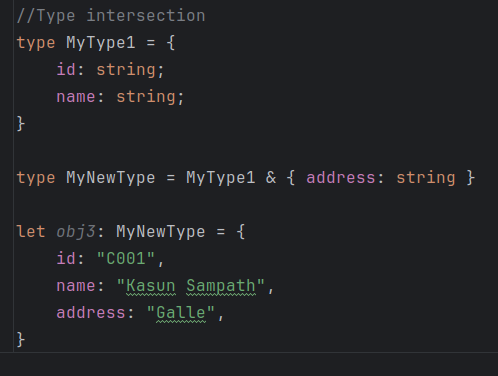 //Type intersection
type MyType1 = {
    id: string;
    name: string;
}

type MyNewType = MyType1 & { address: string }

let obj3: MyNewType = {
    id: "C001",
    name: "Kasun Sampath",
    address: "Galle",
}